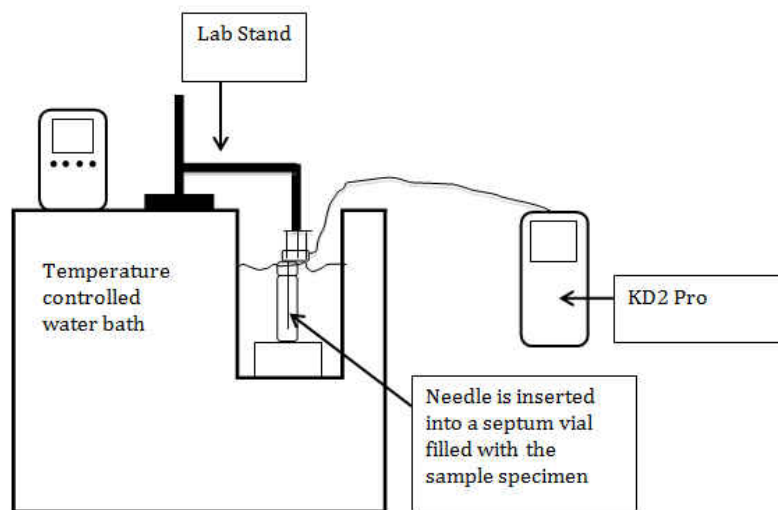 Lab Stand
Temperature
controlled
water bath
KD2 Pro
Needle is inserted
into a septum vial
filled with the
sample specimen